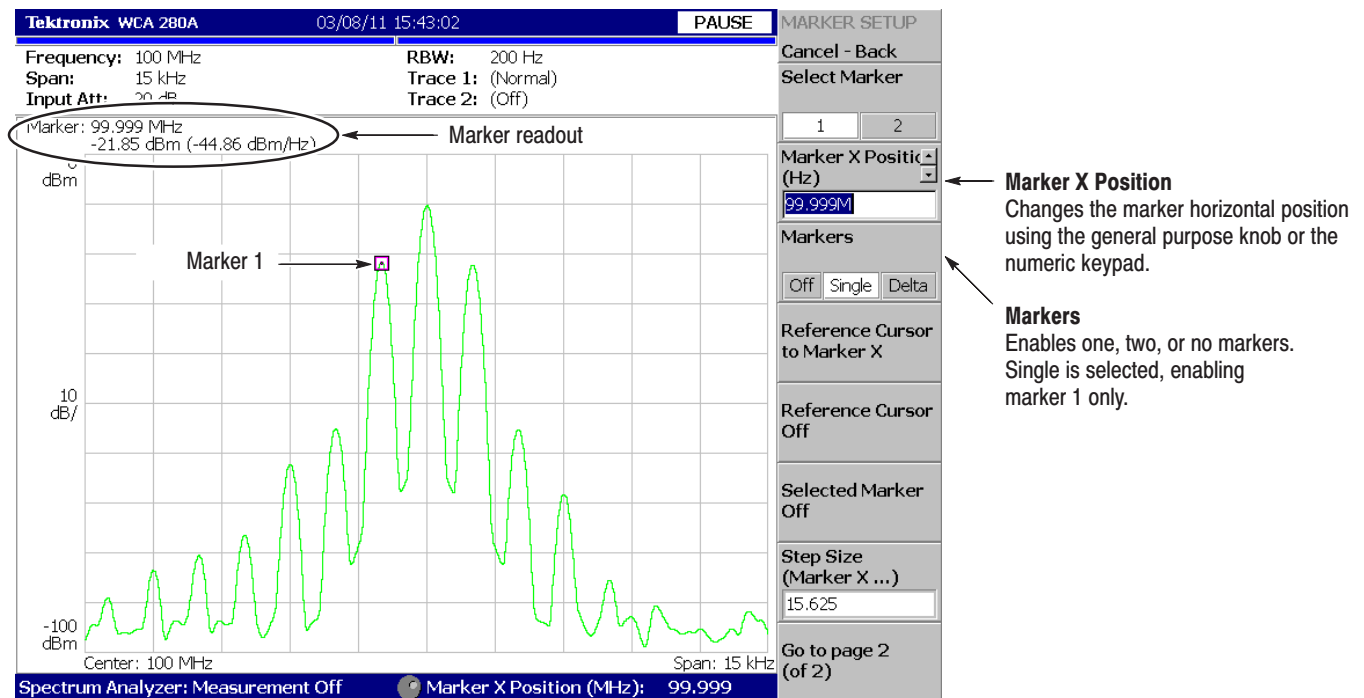 Tektronix WCA 280A 03/08/11 15:43:02 PAUSE
Frequency: 100 MHz RBW: 200 Hz
Span: 15 kHz Trace 1: (Normal)
Input Att: 20 dB Trace 2: (Off)
Marker: 99.999 MHz
-21.85 dBm (-44.86 dBm/Hz)
Marker readout
0
dBm
Marker 1
10
dB/
-100
dBm
Center: 100 MHz Span: 15 kHz
Spectrum Analyzer: Measurement Off Marker X Position (MHz): 99.999
MARKER SETUP
Cancel - Back
Select Marker
1 2
Marker X Positic
(Hz)
99.999M
Markers
Off Single Delta
Reference Cursor
to Marker X
Reference Cursor
Off
Selected Marker
Off
Step Size
(Marker X ...)
15.625
Go to page 2
(of 2)
Marker X Position
Changes the marker horizontal position
using the general purpose knob or the
numeric keypad.
Markers
Enables one, two, or no markers.
Single is selected, enabling
marker 1 only.